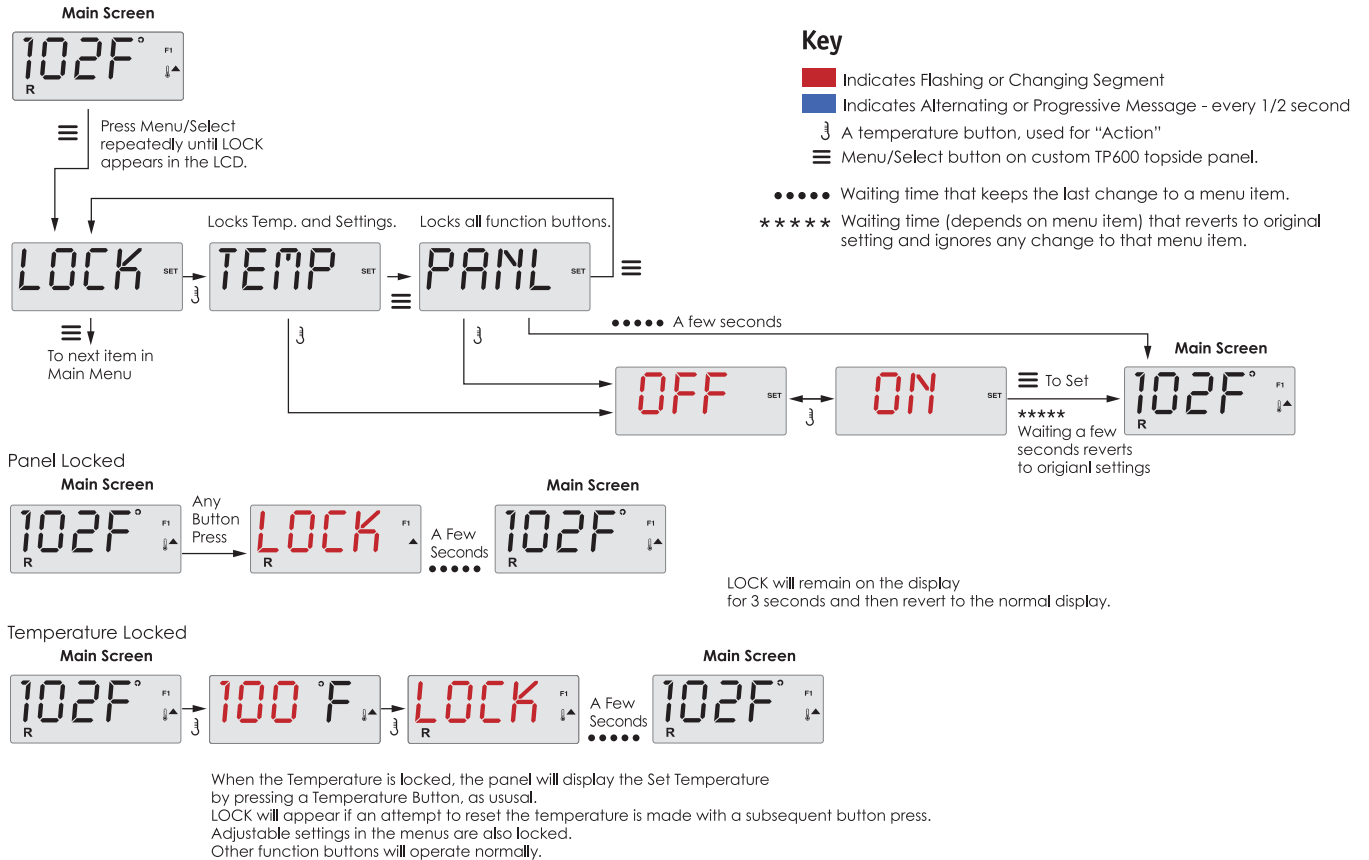 Main Screen
102F°
F1
R
Press Menu/Select
repeatedly until LOCK
appears in the LCD.
Key
Indicates Flashing or Changing Segment
Indicates Alternating or Progressive Message - every 1/2 second
A temperature button, used for “Action”
Menu/Select button on custom TP600 topside panel.
••••• Waiting time that keeps the last change to a menu item.
***** Waiting time (depends on menu item) that reverts to original
setting and ignores any change to that menu item.
Locks Temp. and Settings.
Locks all function buttons.
LOCK SET
TEMP SET
PANL SET
To next item in
Main Menu
••••• A few seconds
OFF SET
ON SET
To Set
*****
Waiting a few
seconds reverts
to origianl settings
Main Screen
102F°
F1
R
Panel Locked
Main Screen
102F°
F1
R
Any
Button
Press
LOCK
F1
R
A Few
Seconds
•••••
Main Screen
102F°
F1
R
LOCK will remain on the display
for 3 seconds and then revert to the normal display.
Temperature Locked
Main Screen
102F°
F1
R
100°F
LOCK
F1
R
A Few
Seconds
•••••
Main Screen
102F°
F1
R
When the Temperature is locked, the panel will display the Set Temperature
by pressing a Temperature Button, as ususal.
LOCK will appear if an attempt to reset the temperature is made with a subsequent button press.
Adjustable settings in the menus are also locked.
Other function buttons will operate normally.